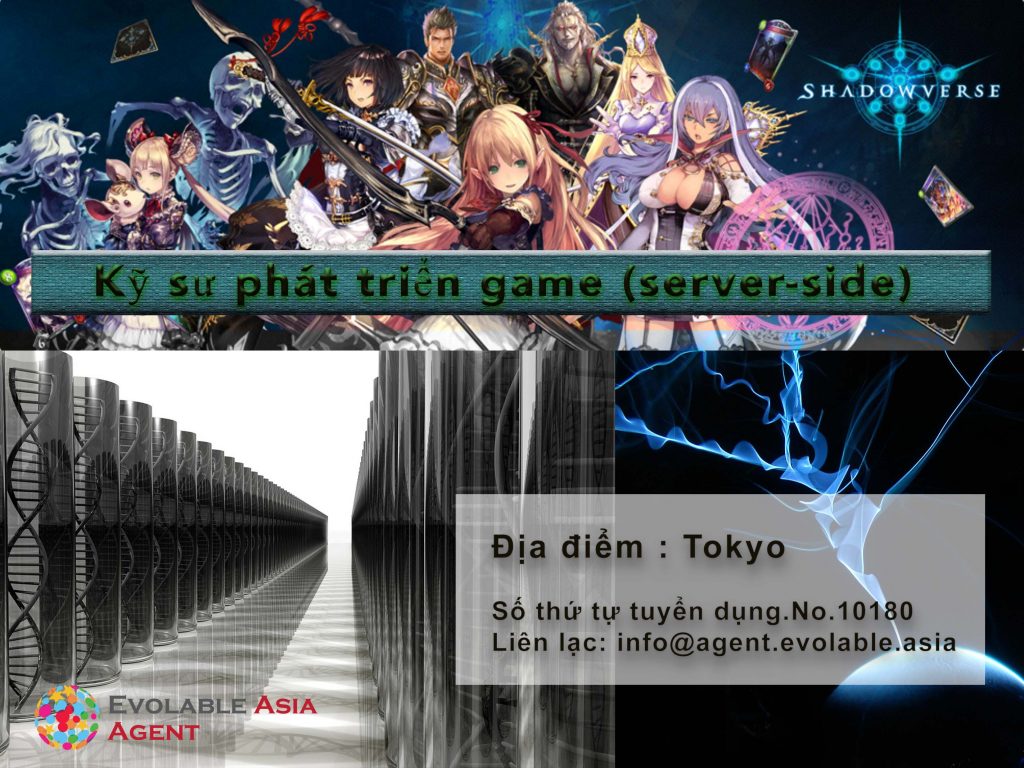 SHADOWVERSE
Kỹ sư phát triển game (server-side)
Địa điểm : Tokyo
Số thứ tự tuyển dụng.No.10180
Liên lạc: info@agent.evolable.asia
EVOLABLE ASIA
AGENT